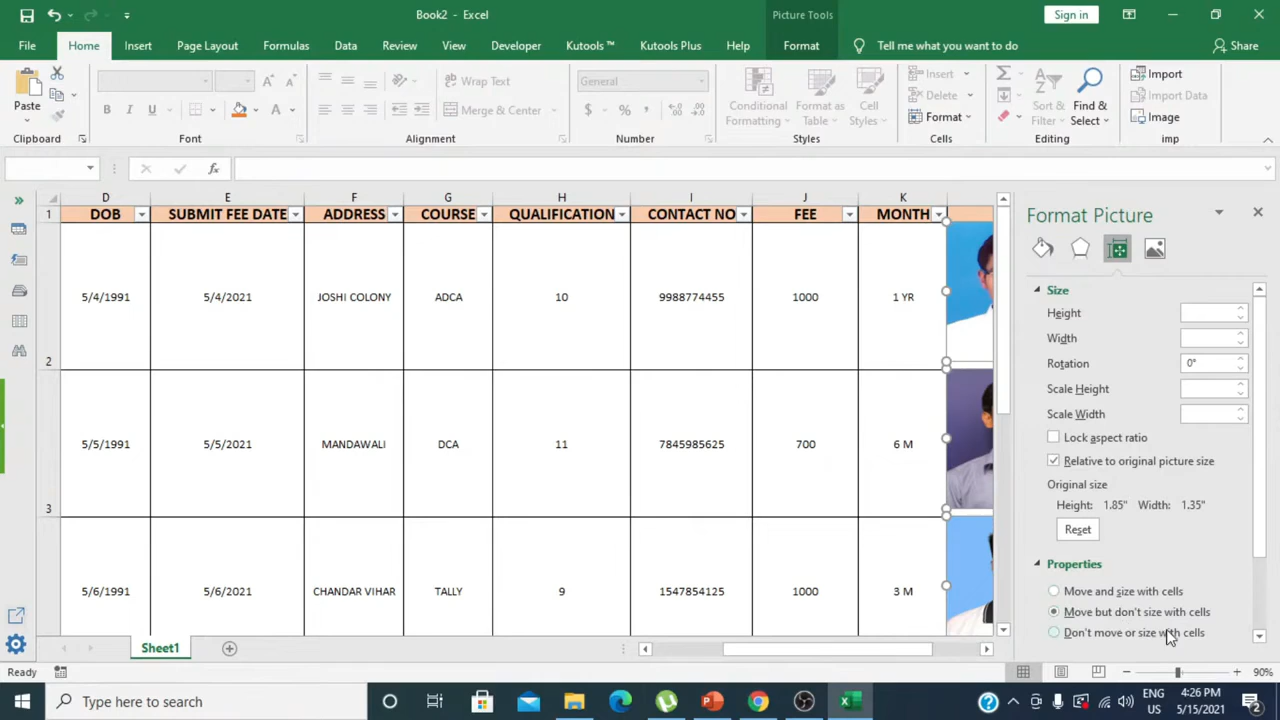 Book2 - Excel
Picture Tools
Sign in
File
Home
Insert
Page Layout
Formulas
Data
Review
View
Developer
Kutools ™
Kutools Plus
Help
Format
Tell me what you want to do
Share
Paste
Clipboard
B I U
A
Font
Wrap Text
Merge & Center
Alignment
General
$ % ,
Number
Conditional Formatting
Format as Table
Cell Styles
Styles
Insert
Delete
Format
Cells
Sort & Filter
Find & Select
Editing
Import
Import Data
Image
imp
fx
D E F G H I J K
1 DOB SUBMIT FEE DATE ADDRESS COURSE QUALIFICATION CONTACT NO FEE MONTH
2 5/4/1991 5/4/2021 JOSHI COLONY ADCA 10 9988774455 1000 1 YR
3 5/5/1991 5/5/2021 MANDAWALI DCA 11 7845985625 700 6 M
5/6/1991 5/6/2021 CHANDAR VIHAR TALLY 9 1547854125 1000 3 M
Format Picture
Size
Height
Width
Rotation 0°
Scale Height
Scale Width
Lock aspect ratio
Relative to original picture size
Original size
Height: 1.85" Width: 1.35"
Reset
Properties
Move and size with cells
Move but don't size with cells
Don't move or size with cells
Sheet1
Ready
90%
Type here to search
ENG
US
4:26 PM
5/15/2021
2